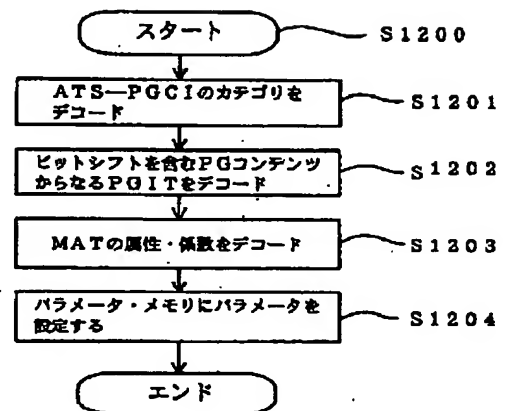 スタート
S1200
ATS—PGCIのカテゴリを
デコード
S1201
ビットシフトを含むPGコンテンツ
からなるPGITをデコード
S1202
MATの属性・係数をデコード
S1203
パラメータ・メモリにパラメータを
設定する
S1204
エンド